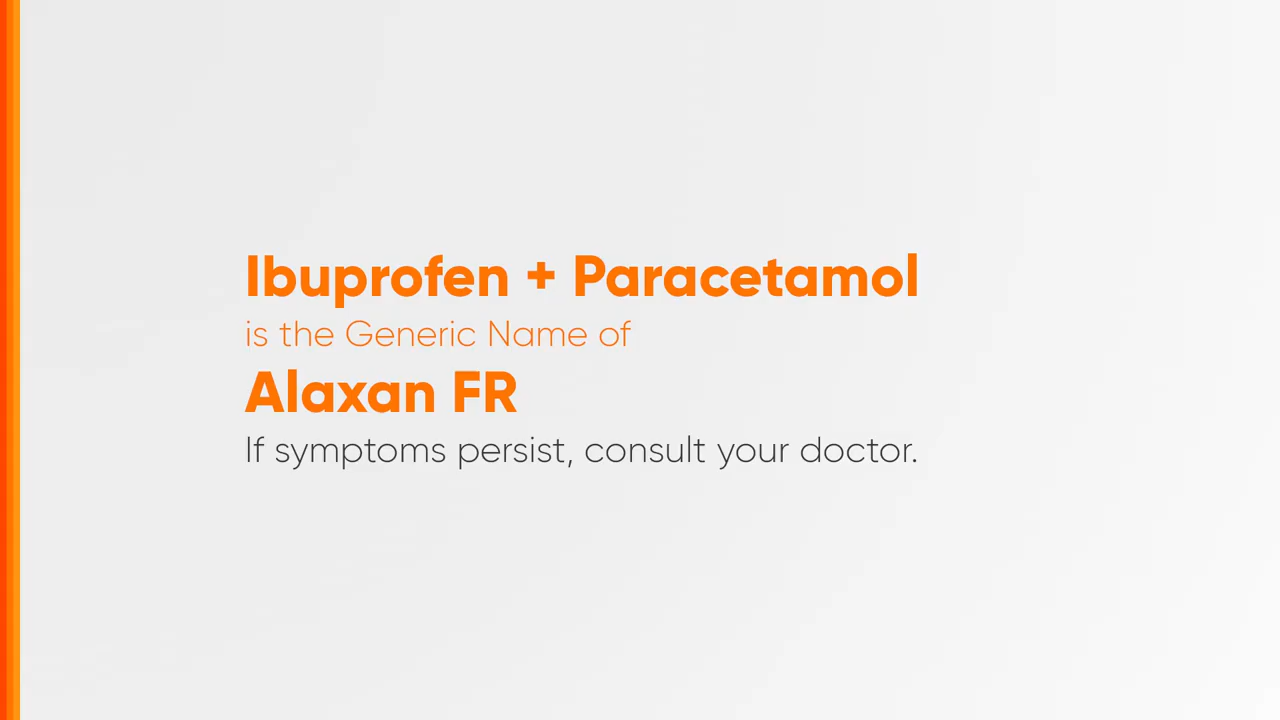 Ibuprofen + Paracetamol
is the Generic Name of
Alaxan FR
If symptoms persist, consult your doctor.